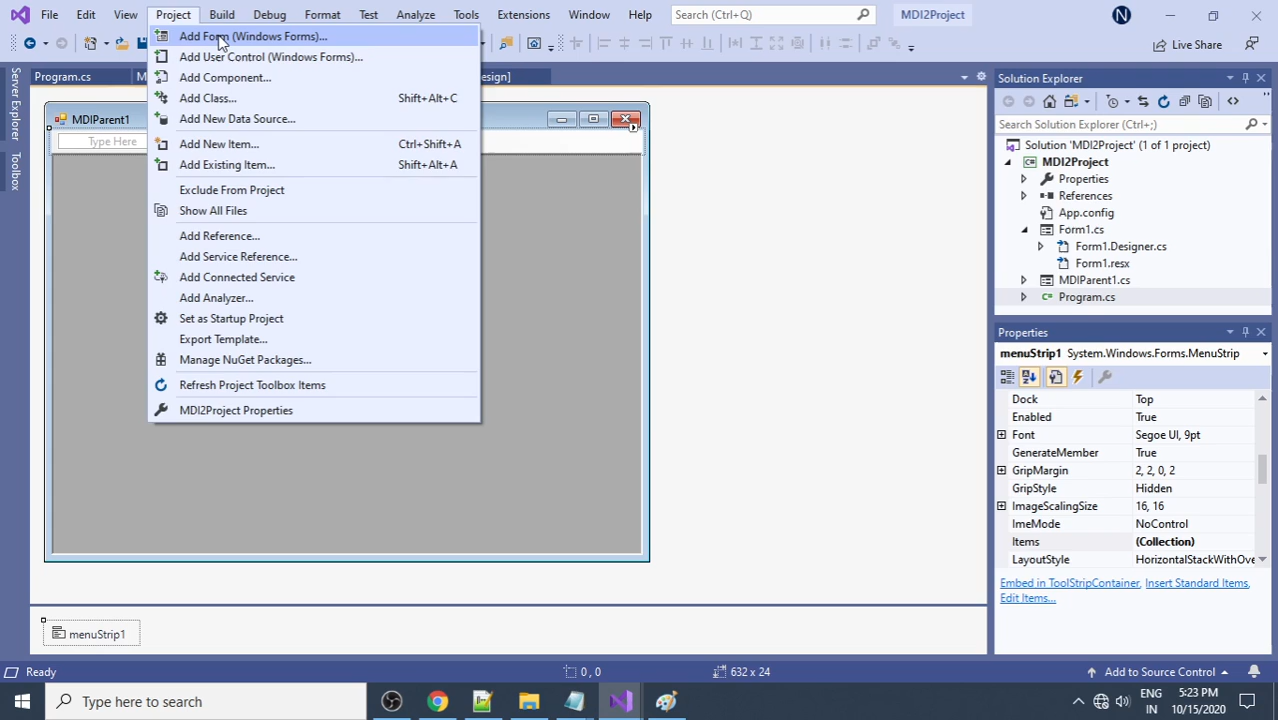 File Edit View Project Build Debug Format Test Analyze Tools Extensions Window Help Search (Ctrl+Q) MDI2Project N
Live Share
Program.cs
esign]
Server Explorer
Toolbox
MDIParent1
Type Here
Add Form (Windows Forms)...
Add User Control (Windows Forms)...
Add Component...
Add Class... Shift+Alt+C
Add New Data Source...
Add New Item... Ctrl+Shift+A
Add Existing Item... Shift+Alt+A
Exclude From Project
Show All Files
Add Reference...
Add Service Reference...
Add Connected Service
Add Analyzer...
Set as Startup Project
Export Template...
Manage NuGet Packages...
Refresh Project Toolbox Items
MDI2Project Properties
menuStrip1
Solution Explorer
Search Solution Explorer (Ctrl+;)
Solution 'MDI2Project' (1 of 1 project)
MDI2Project
Properties
References
App.config
Form1.cs
Form1.Designer.cs
Form1.resx
MDIParent1.cs
Program.cs
Properties
menuStrip1 System.Windows.Forms.MenuStrip
Dock Top
Enabled True
Font Segoe UI, 9pt
GenerateMember True
GripMargin 2, 2, 0, 2
GripStyle Hidden
ImageScalingSize 16, 16
ImeMode NoControl
Items (Collection)
LayoutStyle HorizontalStackWithOve
Embed in ToolStripContainer, Insert Standard Items,
Edit Items...
Ready 0 , 0 632 x 24 Add to Source Control
Type here to search
ENG
IN
5:23 PM
10/15/2020